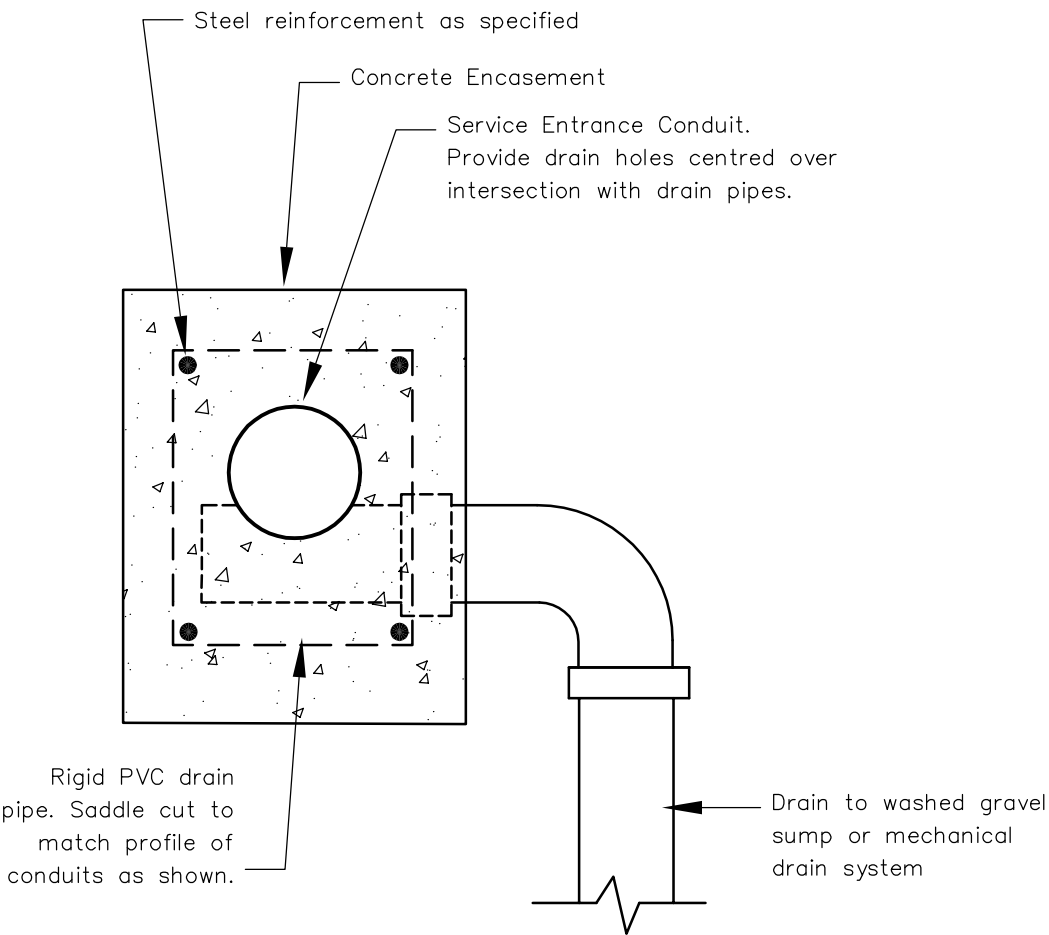 Steel reinforcement as specified
Concrete Encasement
Service Entrance Conduit.
Provide drain holes centred over
intersection with drain pipes.
Rigid PVC drain
pipe. Saddle cut to
match profile of
conduits as shown.
Drain to washed gravel
sump or mechanical
drain system